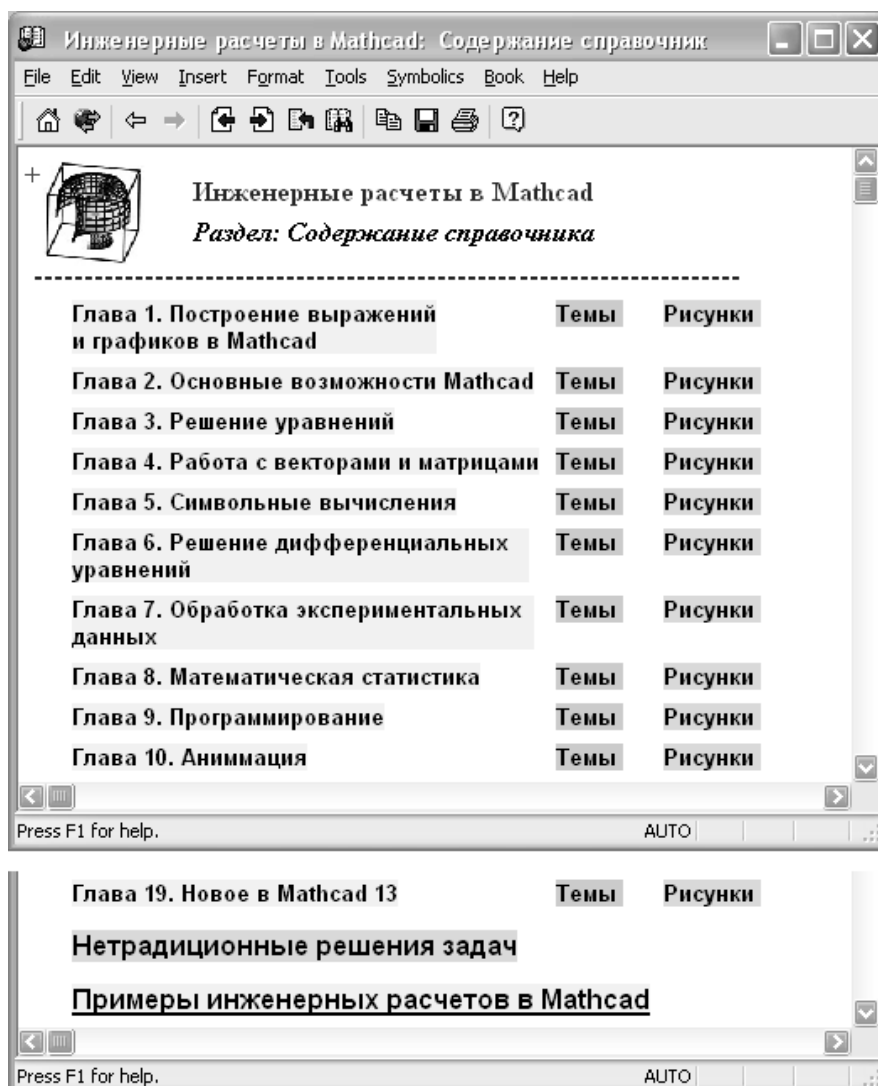 Инженерные расчеты в Mathcad: Содержание справочник
File Edit View Insert Format Tools Symbolics Book Help
Инженерные расчеты в Mathcad
Раздел: Содержание справочника
Глава 1. Построение выражений Темы Рисунки
и графиков в Mathcad
Глава 2. Основные возможности Mathcad Темы Рисунки
Глава 3. Решение уравнений Темы Рисунки
Глава 4. Работа с векторами и матрицами Темы Рисунки
Глава 5. Символьные вычисления Темы Рисунки
Глава 6. Решение дифференциальных Темы Рисунки
уравнений
Глава 7. Обработка экспериментальных Темы Рисунки
данных
Глава 8. Математическая статистика Темы Рисунки
Глава 9. Программирование Темы Рисунки
Глава 10. Аниммация Темы Рисунки
Press F1 for help. AUTO
Глава 19. Новое в Mathcad 13 Темы Рисунки
Нетрадиционные решения задач
Примеры инженерных расчетов в Mathcad
Press F1 for help. AUTO